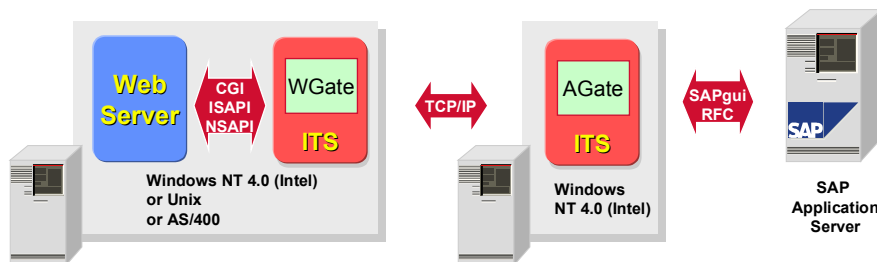 Web
Server
CGI
ISAPI
NSAPI
WGate
ITS
Windows NT 4.0 (Intel)
or Unix
or AS/400
TCP/IP
AGate
ITS
Windows
NT 4.0 (Intel)
SAPgui
RFC
SAP
SAP
Application
Server